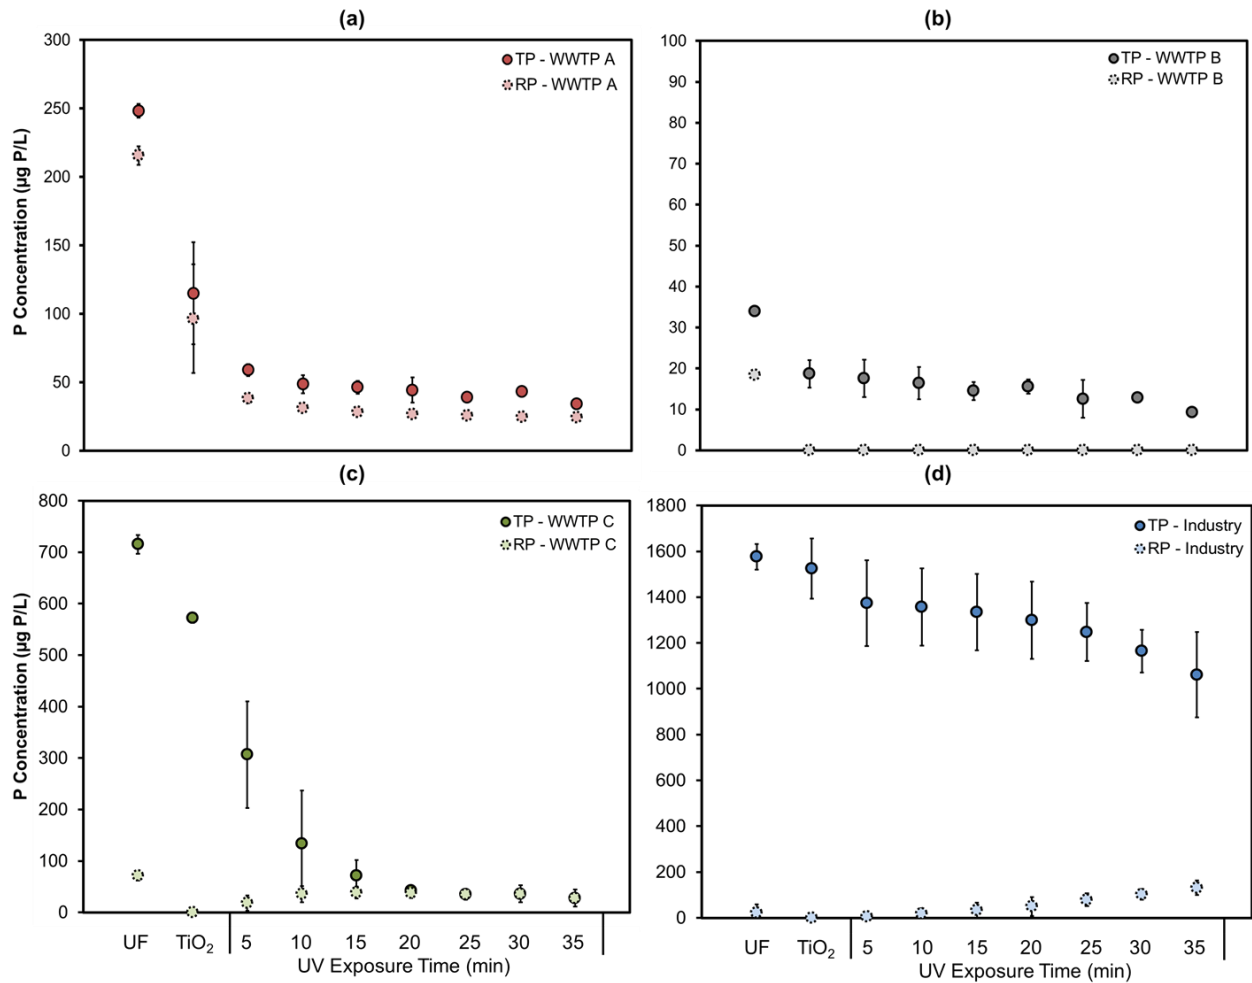 (a)
300
250
200
150
100
50
0
P Concentration (µg P/L)
TP - WWTP A
RP - WWTP A
(b)
100
90
80
70
60
50
40
30
20
10
0
TP - WWTP B
RP - WWTP B
(c)
800
700
600
500
400
300
200
100
0
P Concentration (µg P/L)
TP - WWTP C
RP - WWTP C
UF TiO₂ 5 10 15 20 25 30 35
UV Exposure Time (min)
(d)
1800
1600
1400
1200
1000
800
600
400
200
0
TP - Industry
RP - Industry
UF TiO₂ 5 10 15 20 25 30 35
UV Exposure Time (min)